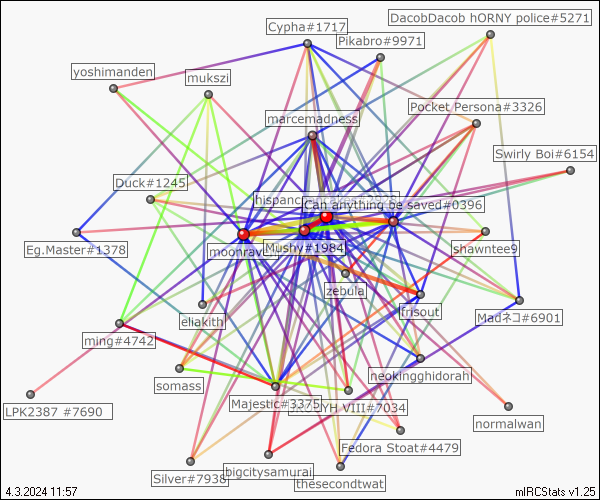 DacobDacob hORNY police#5271
Cypha#1717
Pikabro#9971
yoshimanden
mukszi
Pocket Persona#3326
marcemadness
Swirly Boi#6154
Duck#1245
Can anything be saved#0396
Eg.Master#1378
Mushy#1984
shawntee9
zebula
eliakith
frisout
Madネコ#6901
ming#4742
neokingghidorah
somass
Majestic#3375
VIII#7034
LPK2387 #7690
normalwan
Fedora Stoat#4479
Silver#7938
bigcitysamurai
thesecondtwat
4.3.2024 11:57
mIRCStats v1.25